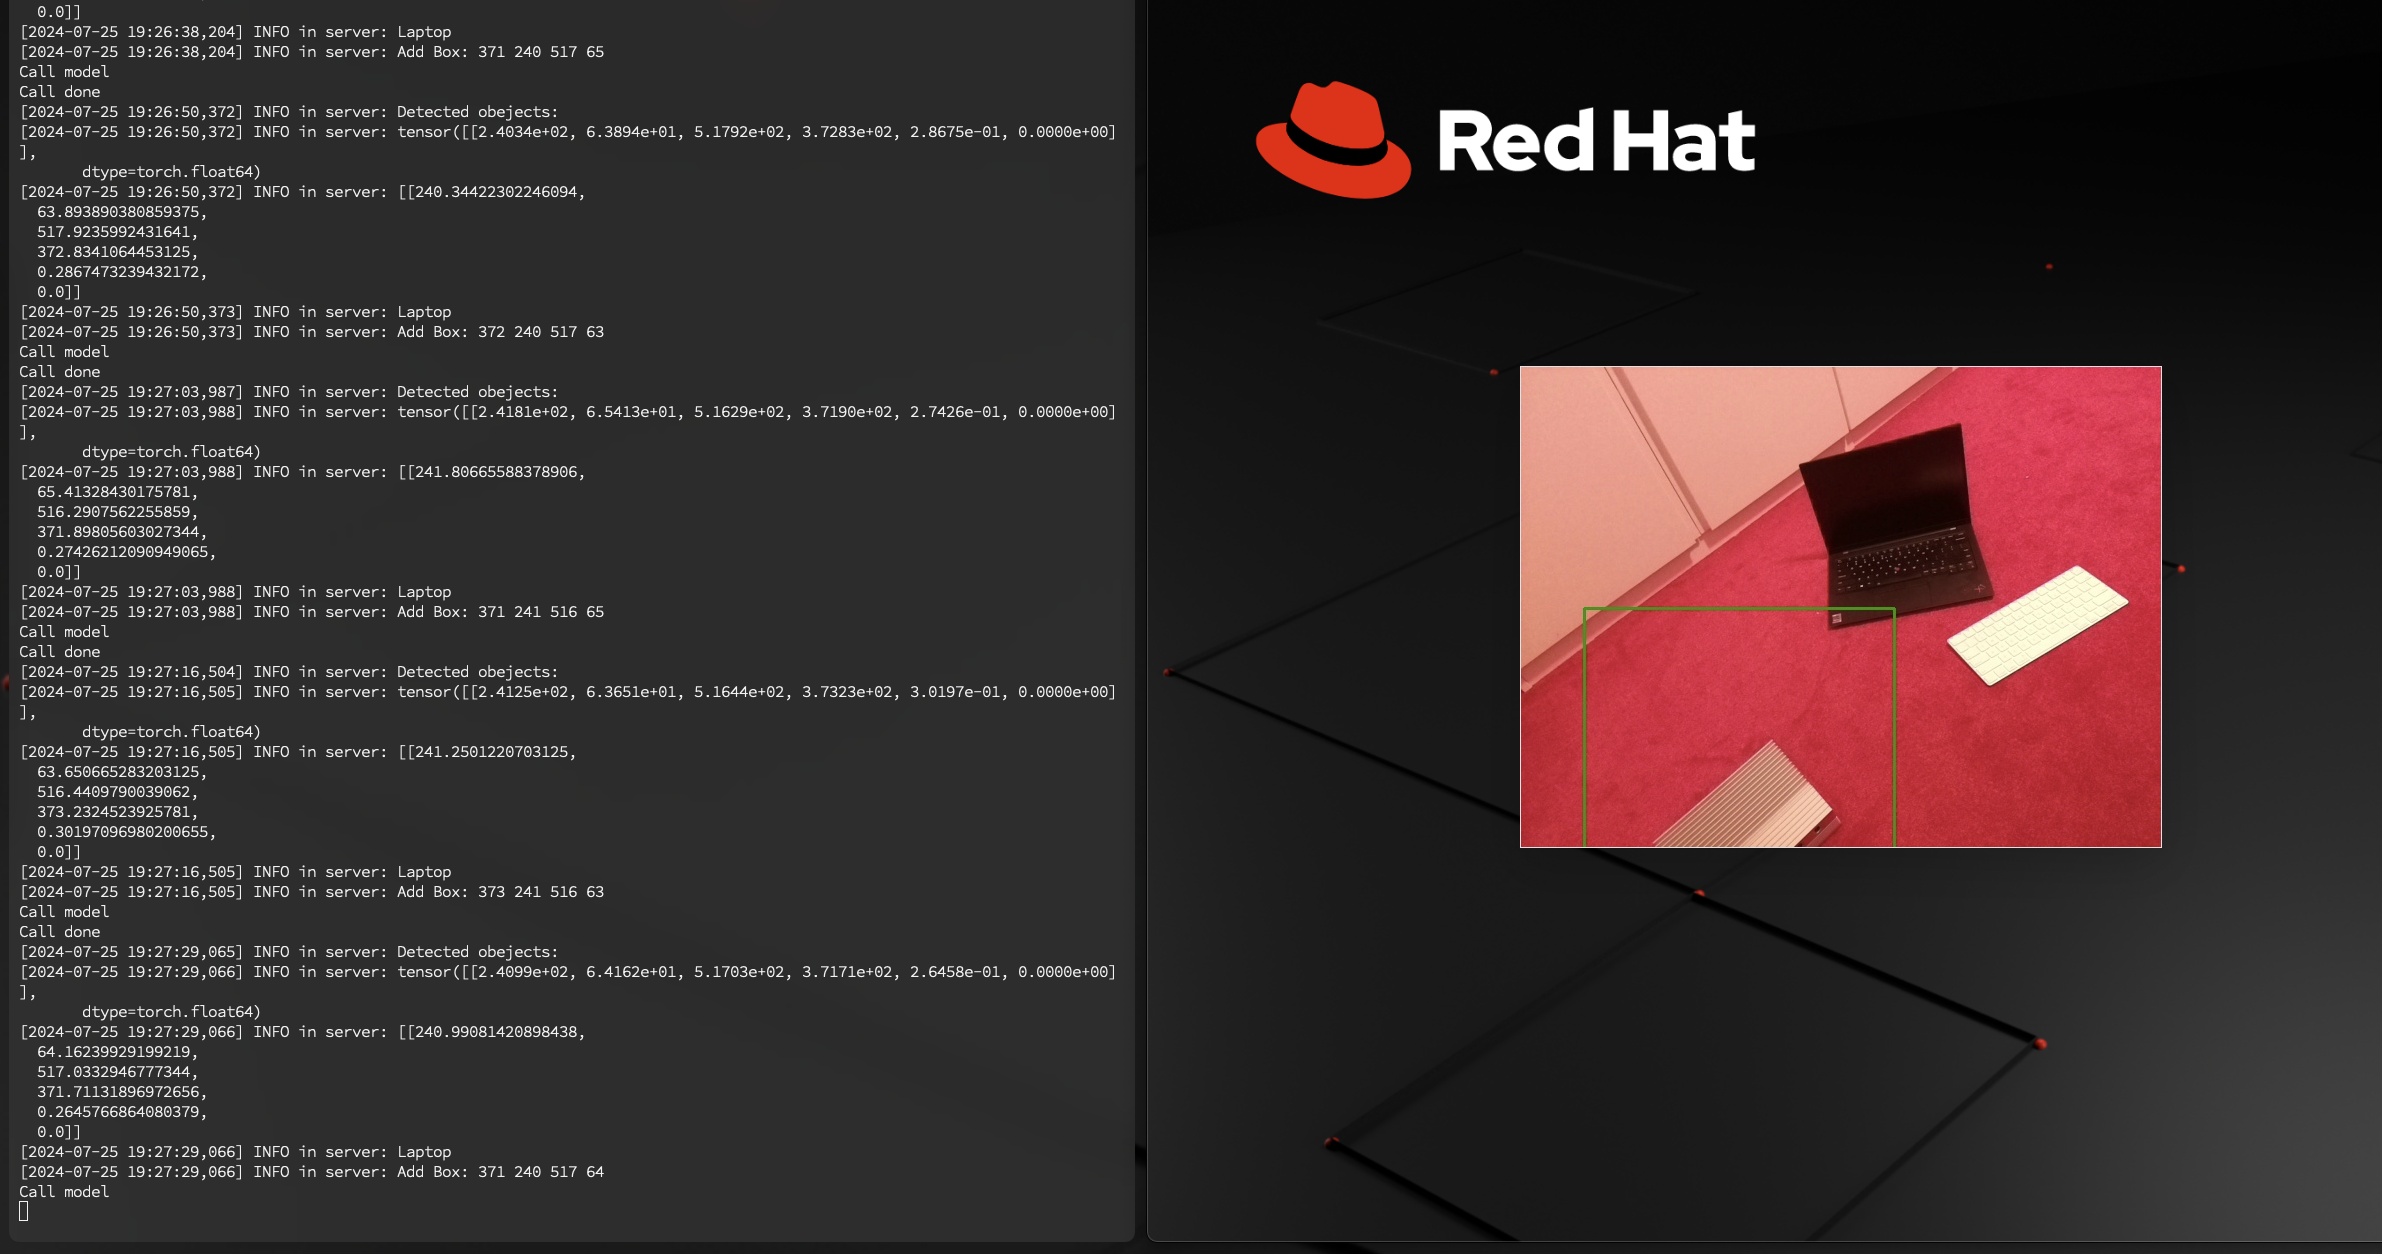 0.0]]
[2024-07-25 19:26:38,204] INFO in server: Laptop
[2024-07-25 19:26:38,204] INFO in server: Add Box: 371 240 517 65
Call model
Call done
[2024-07-25 19:26:50,372] INFO in server: Detected obejects:
[2024-07-25 19:26:50,372] INFO in server: tensor([[2.4034e+02, 6.3894e+01, 5.1792e+02, 3.7283e+02, 2.8675e-01, 0.0000e+00]
],
dtype=torch.float64)
[2024-07-25 19:26:50,372] INFO in server: [[240.34422302246094,
63.893890380859375,
517.9235992431641,
372.8341064453125,
0.2867473239432172,
0.0]]
[2024-07-25 19:26:50,373] INFO in server: Laptop
[2024-07-25 19:26:50,373] INFO in server: Add Box: 372 240 517 63
Call model
Call done
[2024-07-25 19:27:03,987] INFO in server: Detected obejects:
[2024-07-25 19:27:03,988] INFO in server: tensor([[2.4181e+02, 6.5413e+01, 5.1629e+02, 3.7190e+02, 2.7426e-01, 0.0000e+00]
],
dtype=torch.float64)
[2024-07-25 19:27:03,988] INFO in server: [[241.80665588378906,
65.41328430175781,
516.2907562255859,
371.89805603027344,
0.27426212090949065,
0.0]]
[2024-07-25 19:27:03,988] INFO in server: Laptop
[2024-07-25 19:27:03,988] INFO in server: Add Box: 371 241 516 65
Call model
Call done
[2024-07-25 19:27:16,504] INFO in server: Detected obejects:
[2024-07-25 19:27:16,505] INFO in server: tensor([[2.4125e+02, 6.3651e+01, 5.1644e+02, 3.7323e+02, 3.0197e-01, 0.0000e+00]
],
dtype=torch.float64)
[2024-07-25 19:27:16,505] INFO in server: [[241.2501220703125,
63.650665283203125,
516.4409790039062,
373.2324523925781,
0.30197096980200655,
0.0]]
[2024-07-25 19:27:16,505] INFO in server: Laptop
[2024-07-25 19:27:16,505] INFO in server: Add Box: 373 241 516 63
Call model
Call done
[2024-07-25 19:27:29,065] INFO in server: Detected obejects:
[2024-07-25 19:27:29,066] INFO in server: tensor([[2.4099e+02, 6.4162e+01, 5.1703e+02, 3.7171e+02, 2.6458e-01, 0.0000e+00]
],
dtype=torch.float64)
[2024-07-25 19:27:29,066] INFO in server: [[240.99081420898438,
64.16239929199219,
517.0332946777344,
371.71131896972656,
0.2645766864080379,
0.0]]
[2024-07-25 19:27:29,066] INFO in server: Laptop
[2024-07-25 19:27:29,066] INFO in server: Add Box: 371 240 517 64
Call model
Red Hat